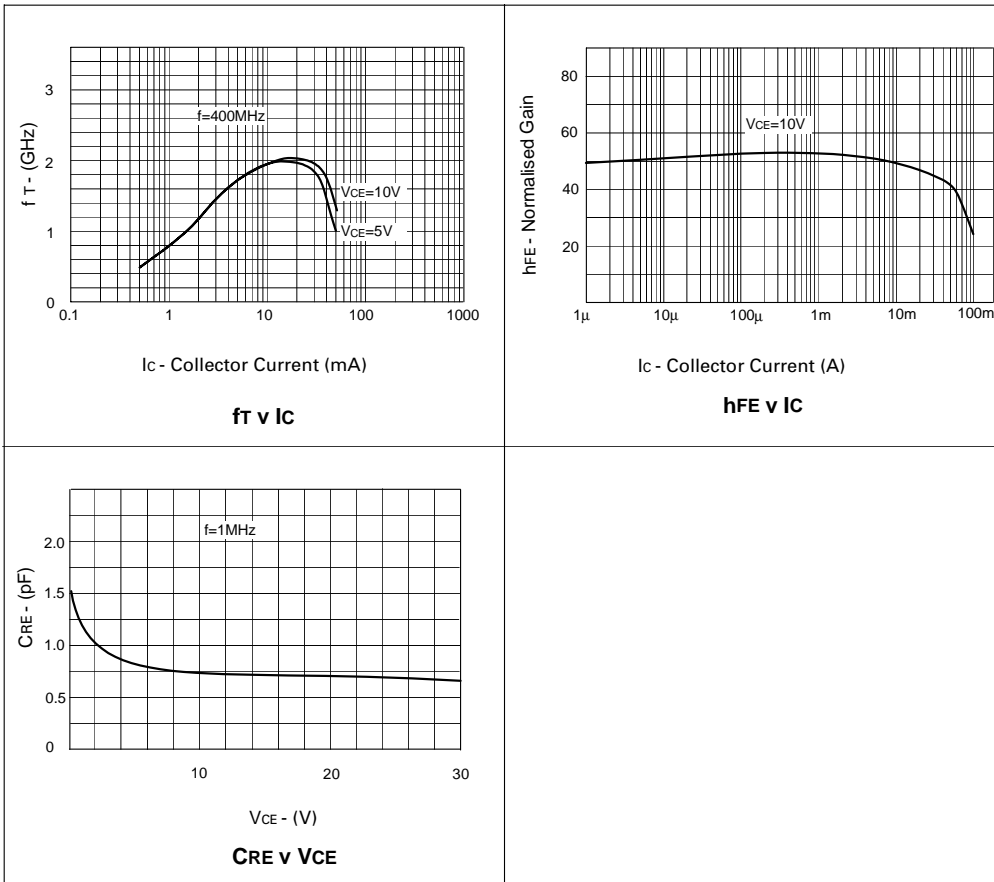 fT - (GHz)
3
2
1
0
f=400MHz
VCE=10V
VCE=5V
0.1 1 10 100 1000
IC - Collector Current (mA)
fT v IC
hFE - Normalised Gain
80
60
40
20
VCE=10V
1µ 10µ 100µ 1m 10m 100m
IC - Collector Current (A)
hFE v IC
CRE - (pF)
2.0
1.5
1.0
0.5
0
f=1MHz
10 20 30
VCE - (V)
CRE v VCE